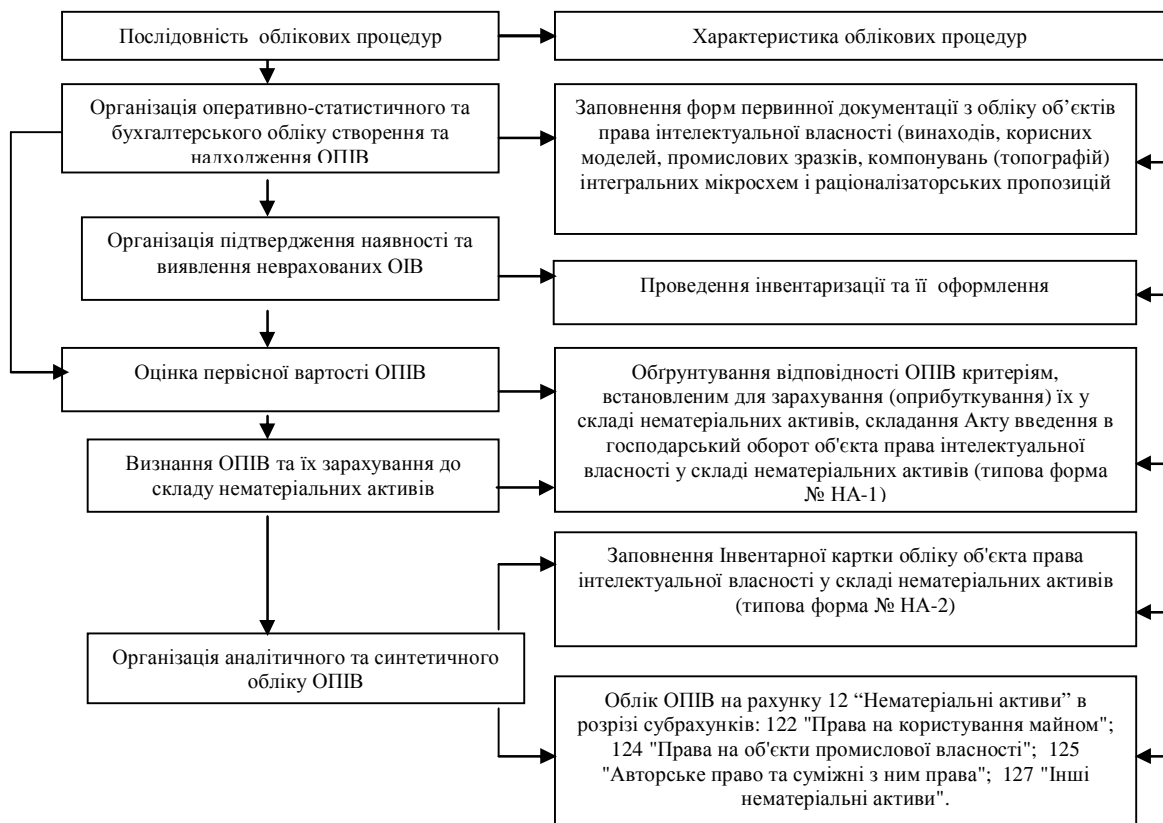 Послідовність облікових процедур
Характеристика облікових процедур
Організація оперативно-статистичного та
бухгалтерського обліку створення та
надходження ОПІВ
Заповнення форм первинної документації з обліку об’єктів
права інтелектуальної власності (винаходів, корисних
моделей, промислових зразків, компонувань (топографій)
інтегральних мікросхем і раціоналізаторських пропозицій
Організація підтвердження наявності та
виявлення неврахованих ОІВ
Проведення інвентаризації та її оформлення
Оцінка первісної вартості ОПІВ
Обґрунтування відповідності ОПІВ критеріям,
встановленим для зарахування (оприбуткування) їх у
складі нематеріальних активів, складання Акту введення в
господарський оборот об'єкта права інтелектуальної
власності у складі нематеріальних активів (типова форма
№ НА-1)
Визнання ОПІВ та їх зарахування до
складу нематеріальних активів
Заповнення Інвентарної картки обліку об'єкта права
інтелектуальної власності у складі нематеріальних активів
(типова форма № НА-2)
Організація аналітичного та синтетичного
обліку ОПІВ
Облік ОПІВ на рахунку 12 “Нематеріальні активи” в
розрізі субрахунків: 122 "Права на користування майном";
124 "Права на об'єкти промислової власності"; 125
"Авторське право та суміжні з ним права"; 127 "Інші
нематеріальні активи".